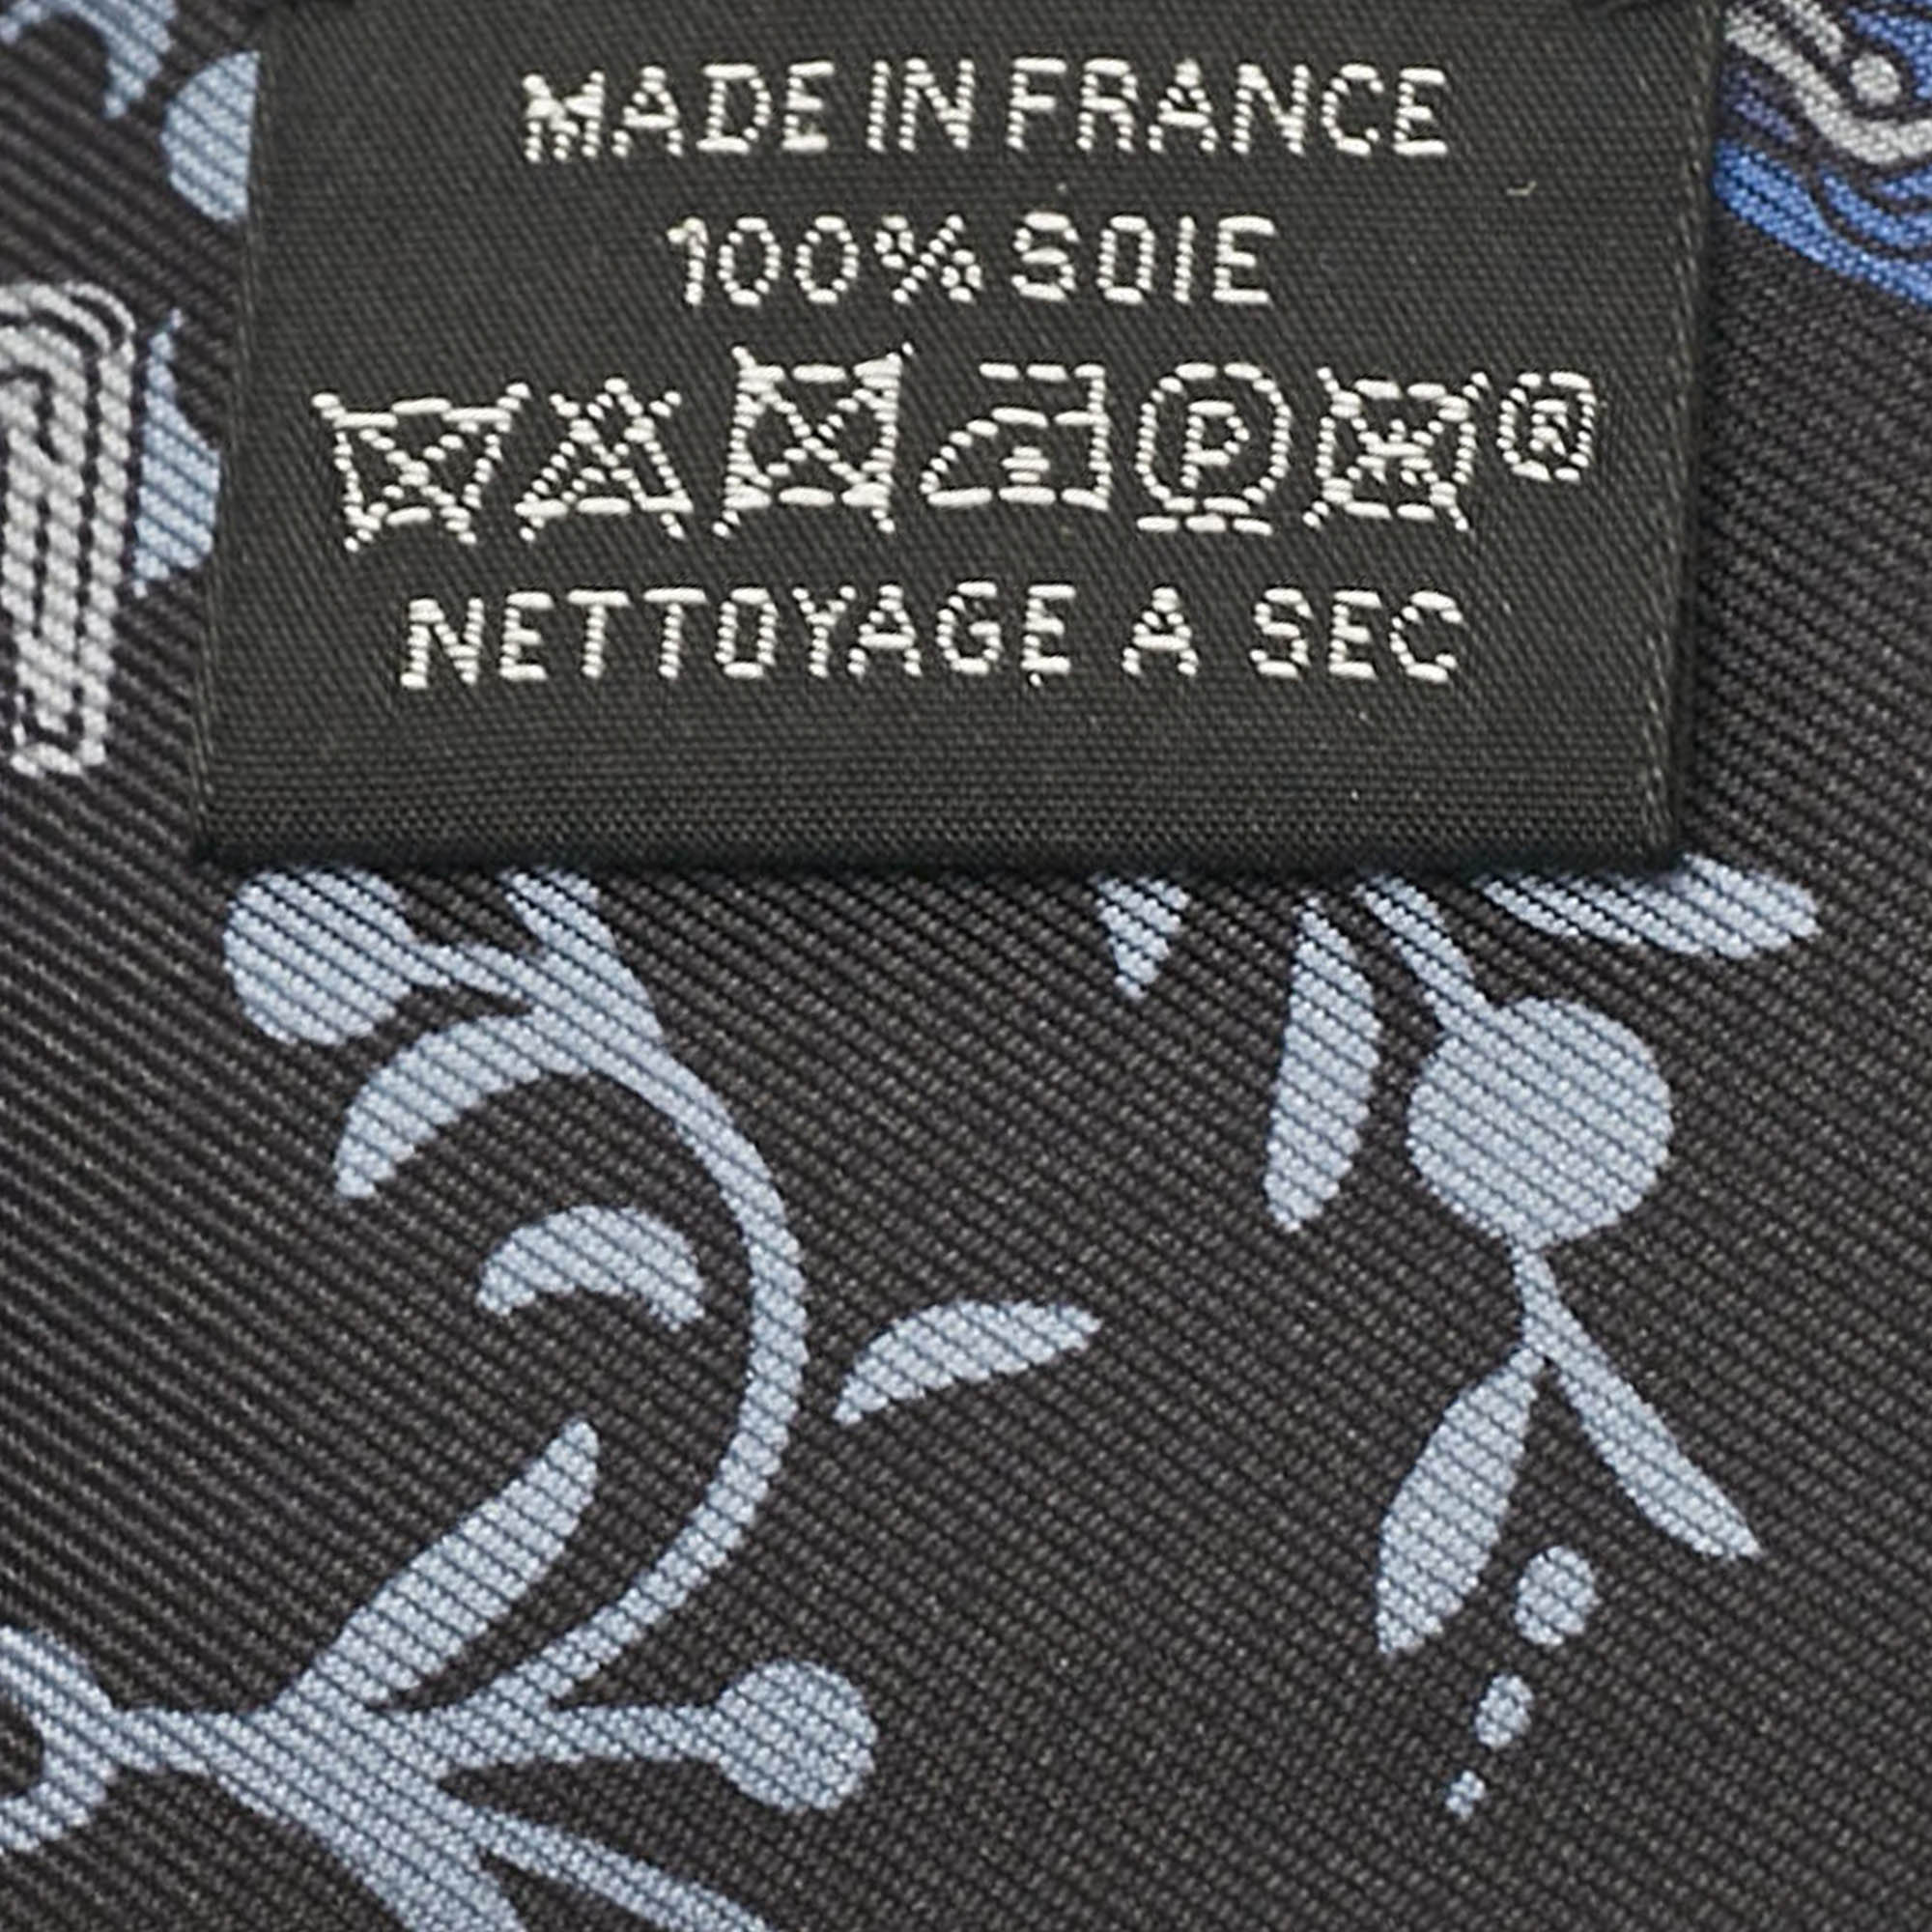 MADE IN FRANCE
100% SOIE
P W ®
NETTOYAGE A SEC